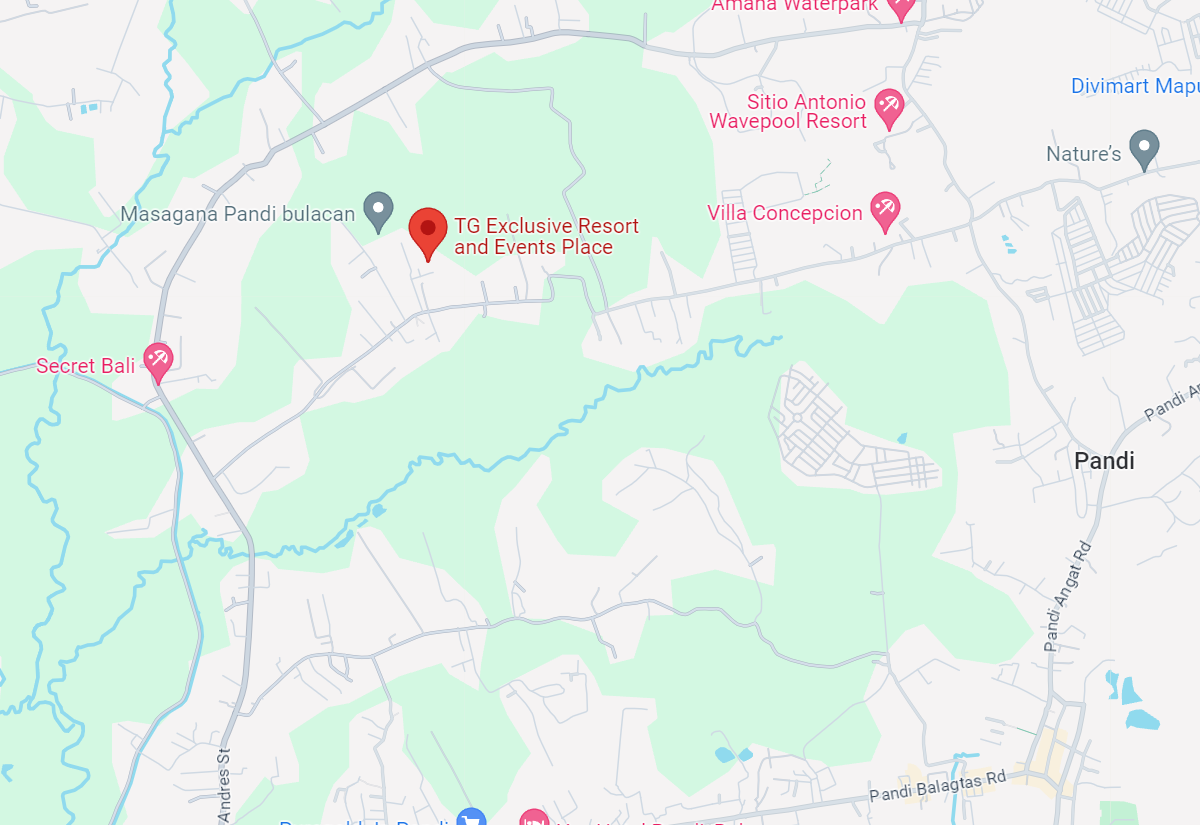 Amana Waterpark
Divimart Mapu
Sitio Antonio
Wavepool Resort
Nature's
Masagana Pandi bulacan
Villa Concepcion
TG Exclusive Resort
and Events Place
Secret Bali
Pandi An
Pandi
Pandi Angat Rd
Andres St
Pandi Balagtas Rd